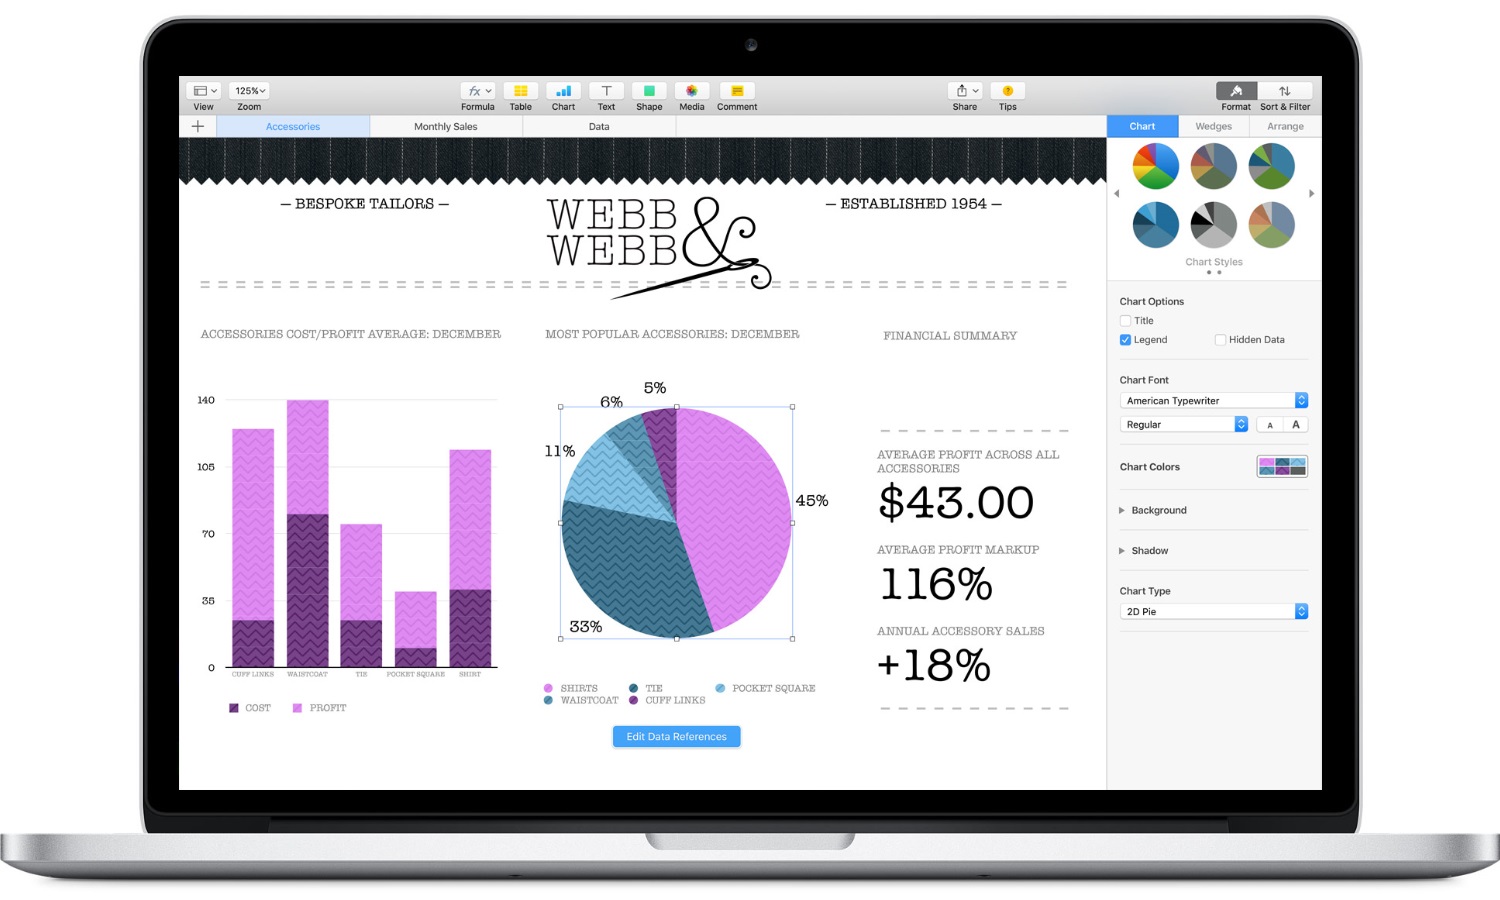 125%
View
Zoom
fx
Formula
Table
Chart
T
Text
Shape
Media
Comment
Share
?
Tips
Format
Sort & Filter
+
Accessories
Monthly Sales
Data
Chart
Wedges
Arrange
— BESPOKE TAILORS —
WEBB &
WEBB
— ESTABLISHED 1954 —
ACCESSORIES COST/PROFIT AVERAGE: DECEMBER
140
105
70
35
0
CUFF LINKS
WAISTCOAT
TIE
POCKET SQUARE
SHIRT
COST
PROFIT
MOST POPULAR ACCESSORIES: DECEMBER
5%
6%
11%
45%
33%
SHIRTS
TIE
POCKET SQUARE
WAISTCOAT
CUFF LINKS
Edit Data References
FINANCIAL SUMMARY
AVERAGE PROFIT ACROSS ALL
ACCESSORIES
$43.00
AVERAGE PROFIT MARKUP
116%
ANNUAL ACCESSORY SALES
+18%
Chart Styles
Chart Options
Title
Legend
Hidden Data
Chart Font
American Typewriter
Regular
A
A
Chart Colors
Background
Shadow
Chart Type
2D Pie